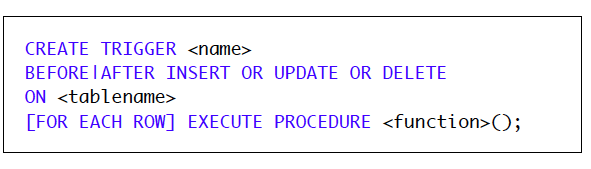 CREATE TRIGGER <name>
BEFORE|AFTER INSERT OR UPDATE OR DELETE
ON <tablename>
[FOR EACH ROW] EXECUTE PROCEDURE <function>();